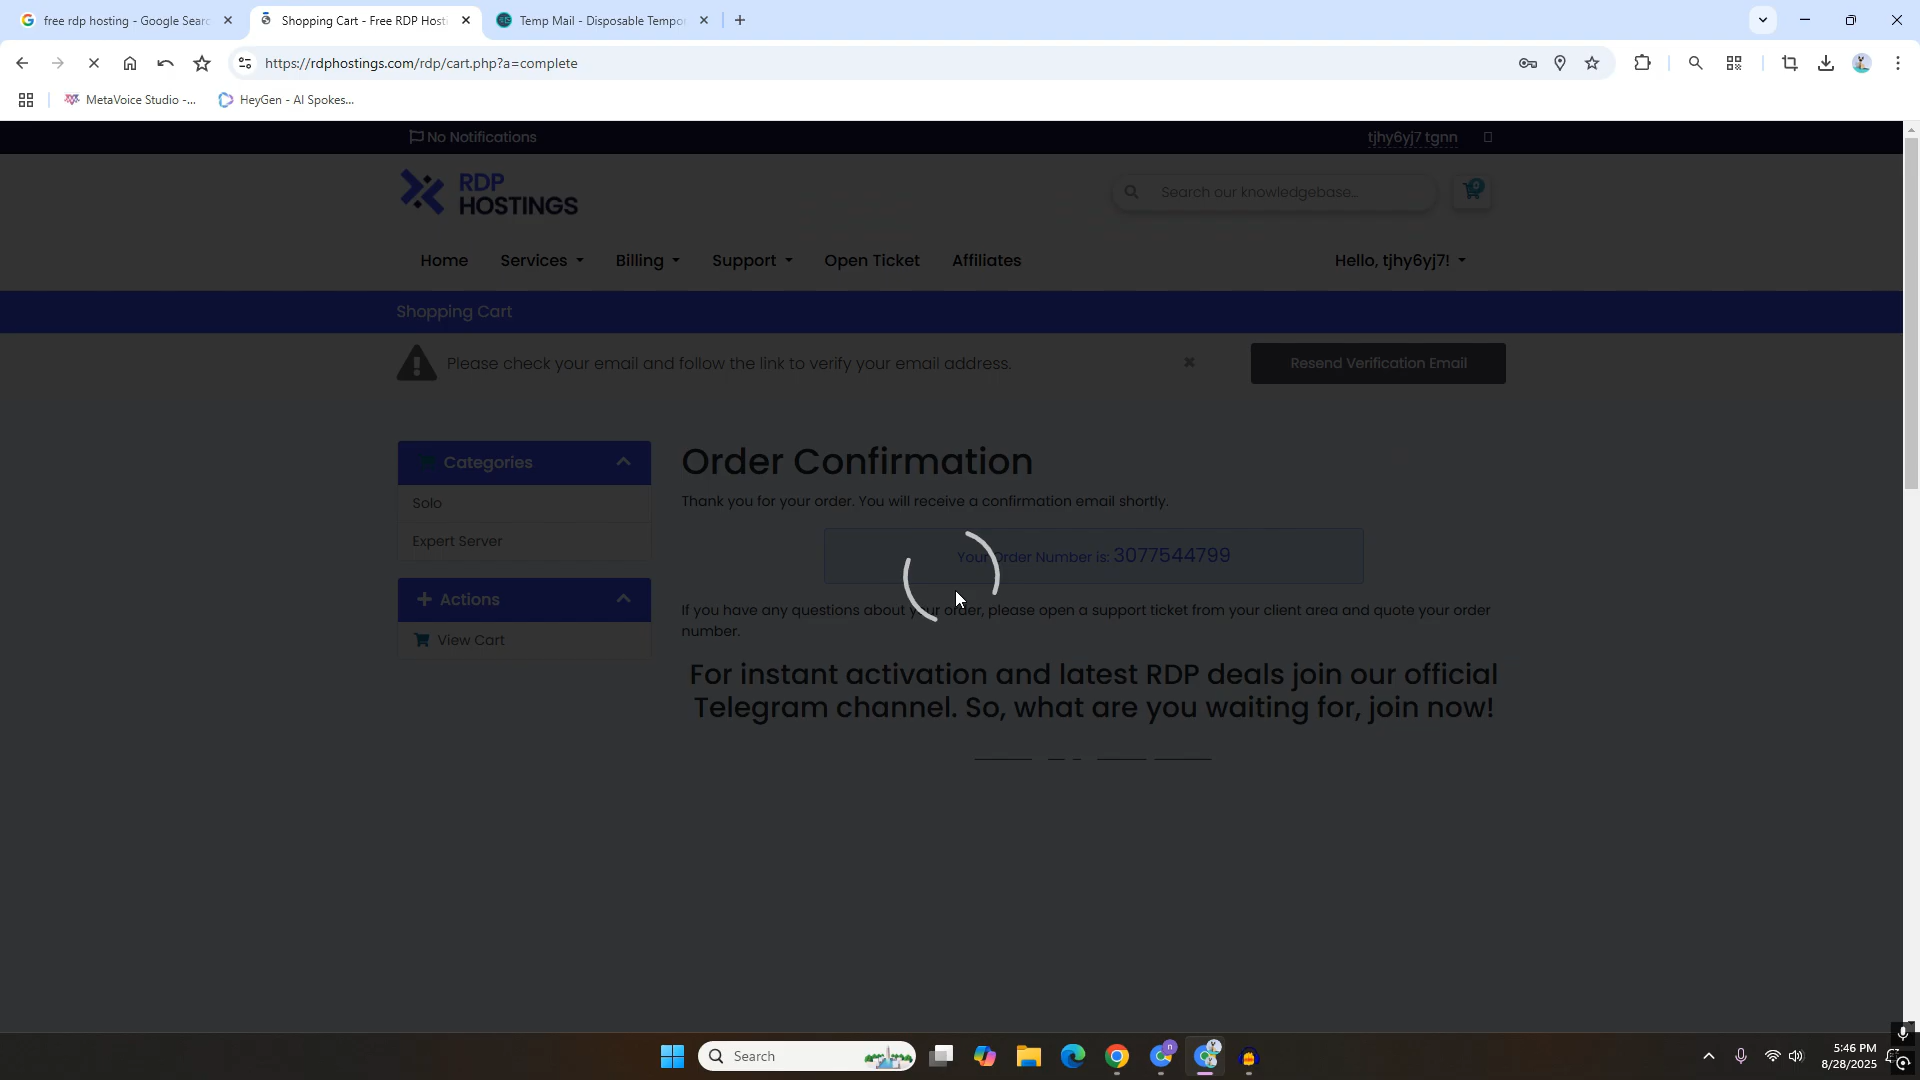 free rdp hosting - Google Searc
Shopping Cart - Free RDP Host
Temp Mail - Disposable Tempo
https://rdphostings.com/rdp/cart.php?a=complete
MetaVoice Studio -...
HeyGen - AI Spokes...
No Notifications
tjhy6yj7 tgnn
RDP
HOSTINGS
Search our knowledgebase...
0
Home
Services
Billing
Support
Open Ticket
Affiliates
Hello, tjhy6yj7!
Shopping Cart
Please check your email and follow the link to verify your email address.
Resend Verification Email
Categories
Solo
Expert Server
Actions
View Cart
Order Confirmation
Thank you for your order. You will receive a confirmation email shortly.
Your Order Number is: 3077544799
If you have any questions about your order, please open a support ticket from your client area and quote your order
number.
For instant activation and latest RDP deals join our official
Telegram channel. So, what are you waiting for, join now!
Search
n
5:46 PM
8/28/2025